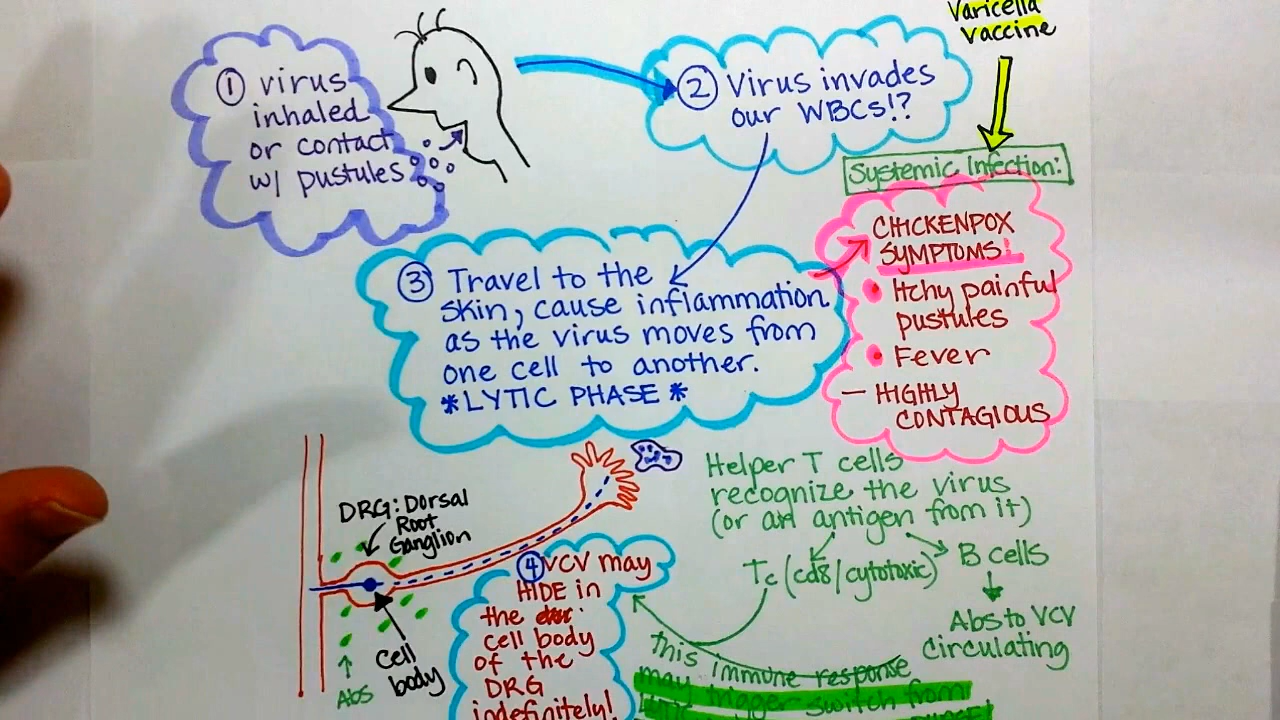 ① virus
inhaled
or contact
w/ pustules
② Virus invades
our WBCs!?
Varicella
vaccine
Systemic Infection:
CHICKENPOX
SYMPTOMS!
• Itchy painful
pustules
• Fever
— HIGHLY
CONTAGIOUS
③ Travel to the
skin, cause inflammation
as the virus moves from
one cell to another.
*LYTIC PHASE*
DRG: Dorsal
Root
Ganglion
Cell
body
Abs
④ VCV may
HIDE in
the
cell body
of the
DRG
indefinitely!
Helper T cells
recognize the virus
(or an antigen from it)
Tc (cd8/cytotoxic)
B cells
Abs to VCV
circulating
this immune response
may trigger switch from